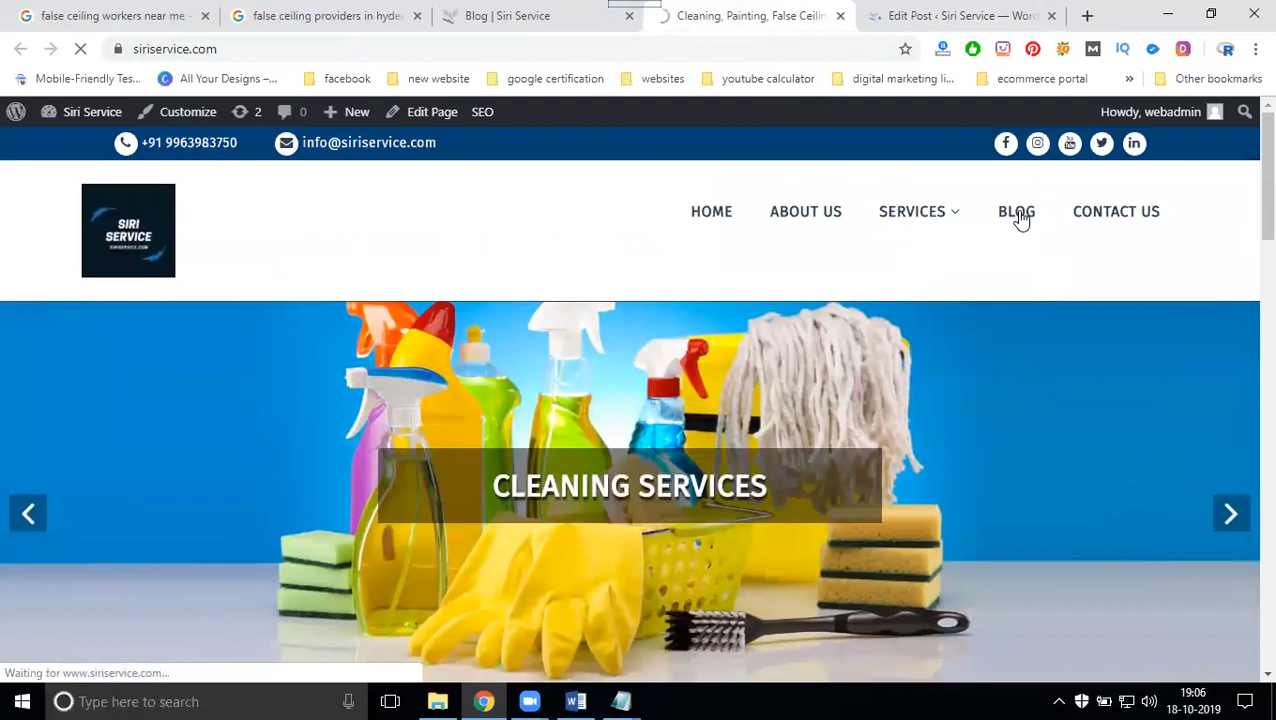 false ceiling workers near me -
false ceiling providers in hyde
Blog | Siri Service
Cleaning, Painting, False Ceilin
Edit Post ‹ Siri Service — Word
siriservice.com
Mobile-Friendly Tes...
All Your Designs –...
facebook
new website
google certification
websites
youtube calculator
digital marketing li...
ecommerce portal
»
Other bookmarks
Siri Service
Customize
2
0
New
Edit Page
SEO
Howdy, webadmin
+91 9963983750
info@siriservice.com
SIRI
SERVICE
SIRISERVICE.COM
HOME
ABOUT US
SERVICES
BLOG
CONTACT US
CLEANING SERVICES
Waiting for www.siriservice.com...
Type here to search
19:06
18-10-2019